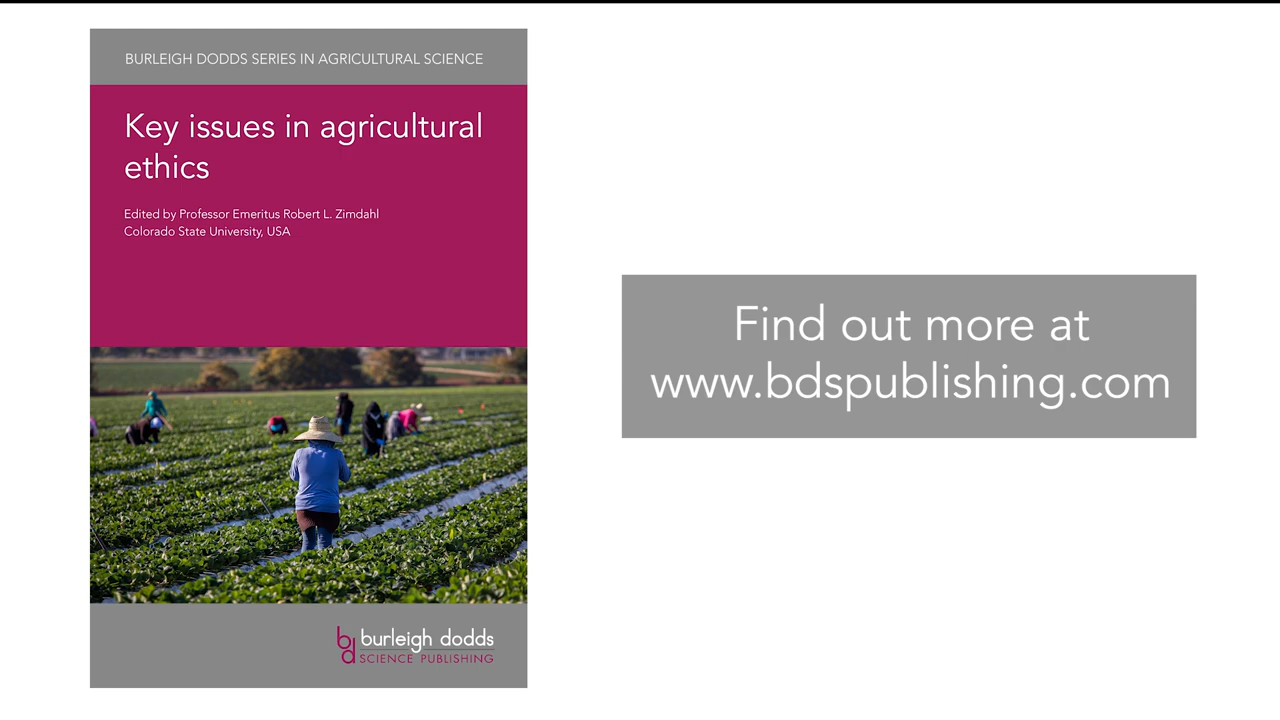 BURLEIGH DODDS SERIES IN AGRICULTURAL SCIENCE
Key issues in agricultural
ethics
Edited by Professor Emeritus Robert L. Zimdahl
Colorado State University, USA
bd burleigh dodds
SCIENCE PUBLISHING
Find out more at
www.bdspublishing.com